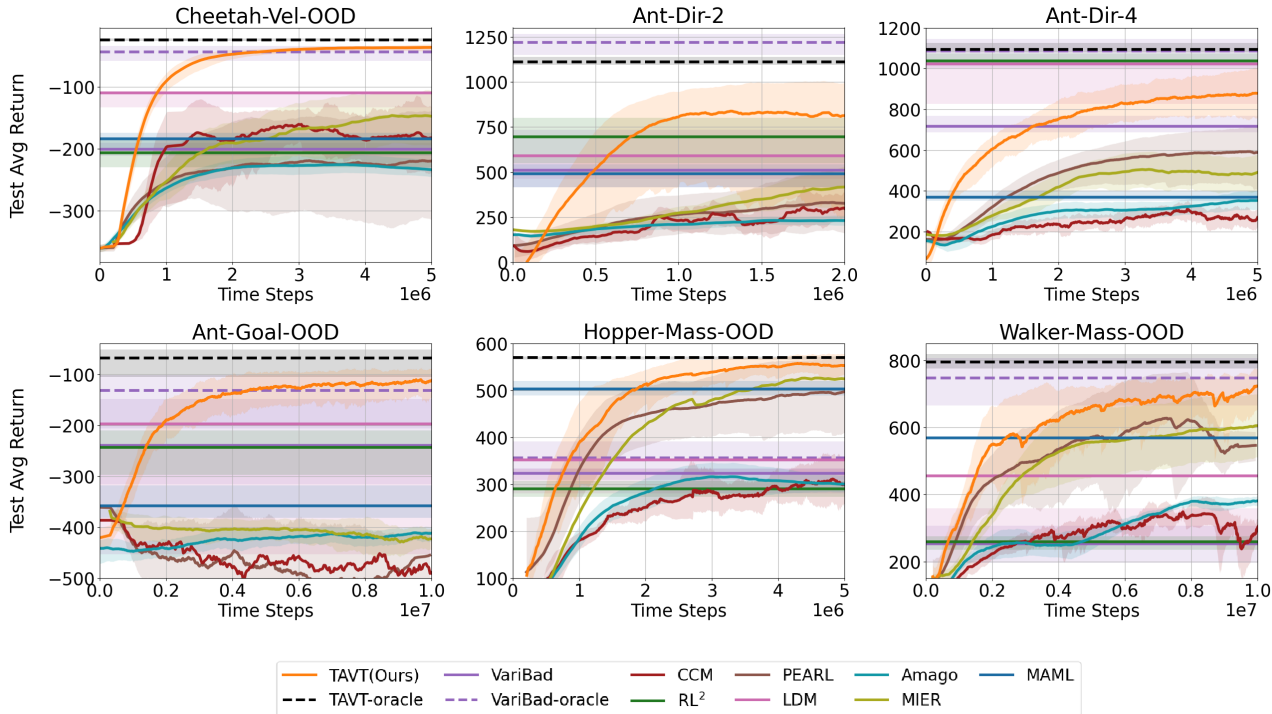 Cheetah-Vel-OOD
Ant-Dir-2
Ant-Dir-4
Test Avg Return
−100
−200
−300
0 1 2 3 4 5
Time Steps 1e6
1250
1000
750
500
250
0
0.0 0.5 1.0 1.5 2.0
Time Steps 1e6
1200
1000
800
600
400
200
0 1 2 3 4 5
Time Steps 1e6
Ant-Goal-OOD
Hopper-Mass-OOD
Walker-Mass-OOD
Test Avg Return
−100
−200
−300
−400
−500
0.0 0.2 0.4 0.6 0.8 1.0
Time Steps 1e7
600
500
400
300
200
100
0 1 2 3 4 5
Time Steps 1e6
800
600
400
200
0.0 0.2 0.4 0.6 0.8 1.0
Time Steps 1e7
TAVT(Ours) VariBad CCM PEARL Amago MAML
TAVT-oracle VariBad-oracle RL² LDM MIER